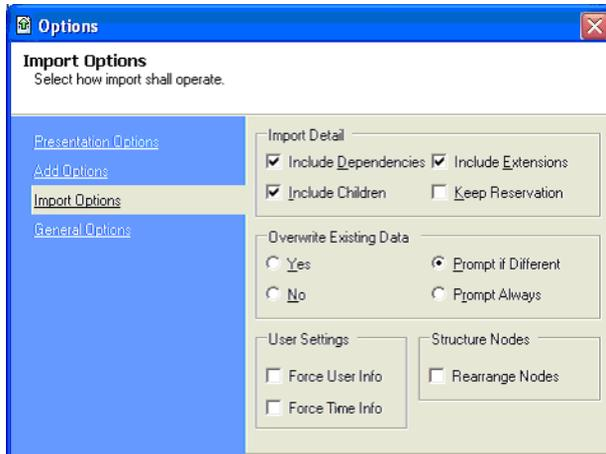 Options
Import Options
Select how import shall operate.
Presentation Options
Add Options
Import Options
General Options
Import Detail
Include Dependencies Include Extensions
Include Children Keep Reservation
Overwrite Existing Data
Yes Prompt if Different
No Prompt Always
User Settings Structure Nodes
Force User Info Rearrange Nodes
Force Time Info